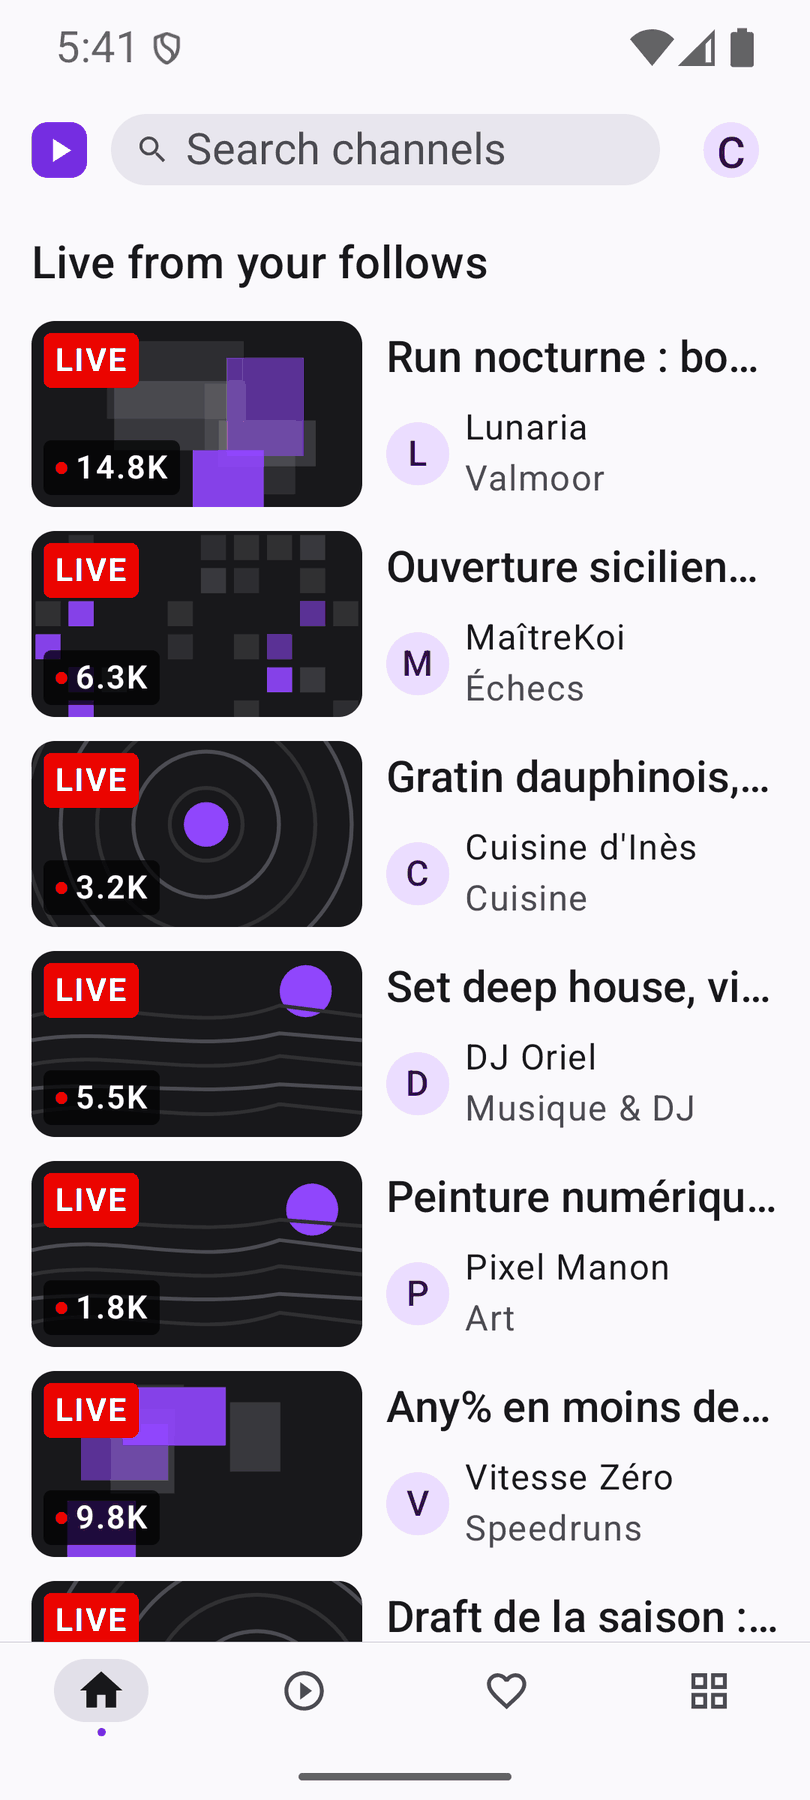 5:41
Search channels
C
Live from your follows
LIVE
14.8K
Run nocturne : bo…
L
Lunaria
Valmoor
LIVE
6.3K
Ouverture sicilien…
M
MaîtreKoi
Échecs
LIVE
3.2K
Gratin dauphinois,…
C
Cuisine d'Inès
Cuisine
LIVE
5.5K
Set deep house, vi…
D
DJ Oriel
Musique & DJ
LIVE
1.8K
Peinture numériqu…
P
Pixel Manon
Art
LIVE
9.8K
Any% en moins de…
V
Vitesse Zéro
Speedruns
LIVE
Draft de la saison :…